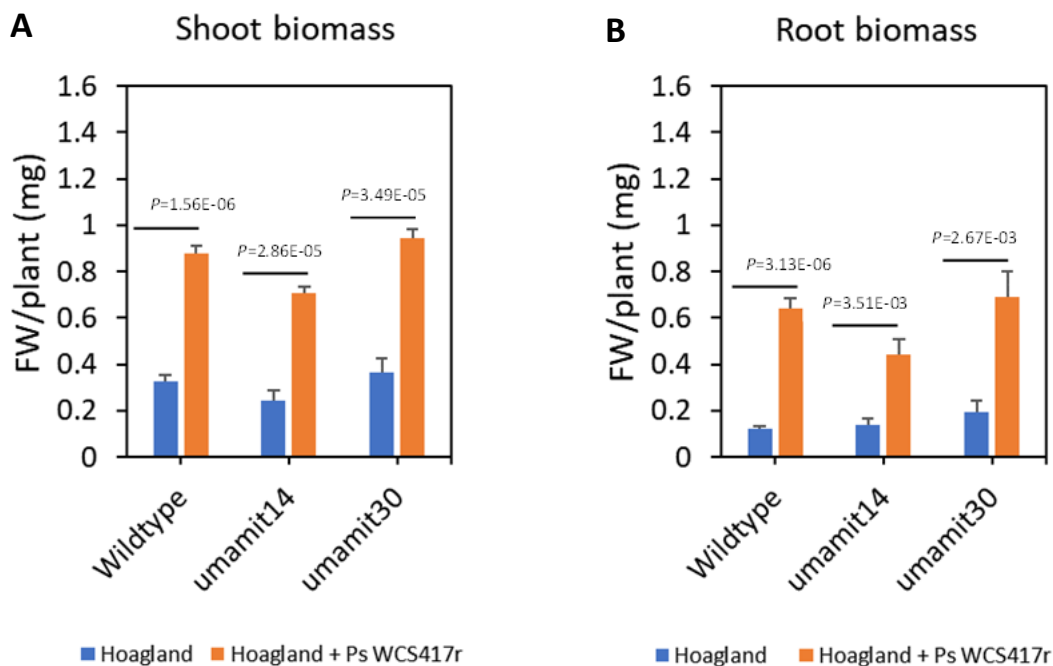 A
Shoot biomass
FW/plant (mg)
1.6
1.4
1.2
1
0.8
0.6
0.4
0.2
0
P=1.56E-06
P=2.86E-05
P=3.49E-05
Wildtype
umamit14
umamit30
Hoagland
Hoagland + Ps WCS417r
B
Root biomass
FW/plant (mg)
1.6
1.4
1.2
1
0.8
0.6
0.4
0.2
0
P=3.13E-06
P=3.51E-03
P=2.67E-03
Wildtype
umamit14
umamit30
Hoagland
Hoagland + Ps WCS417r